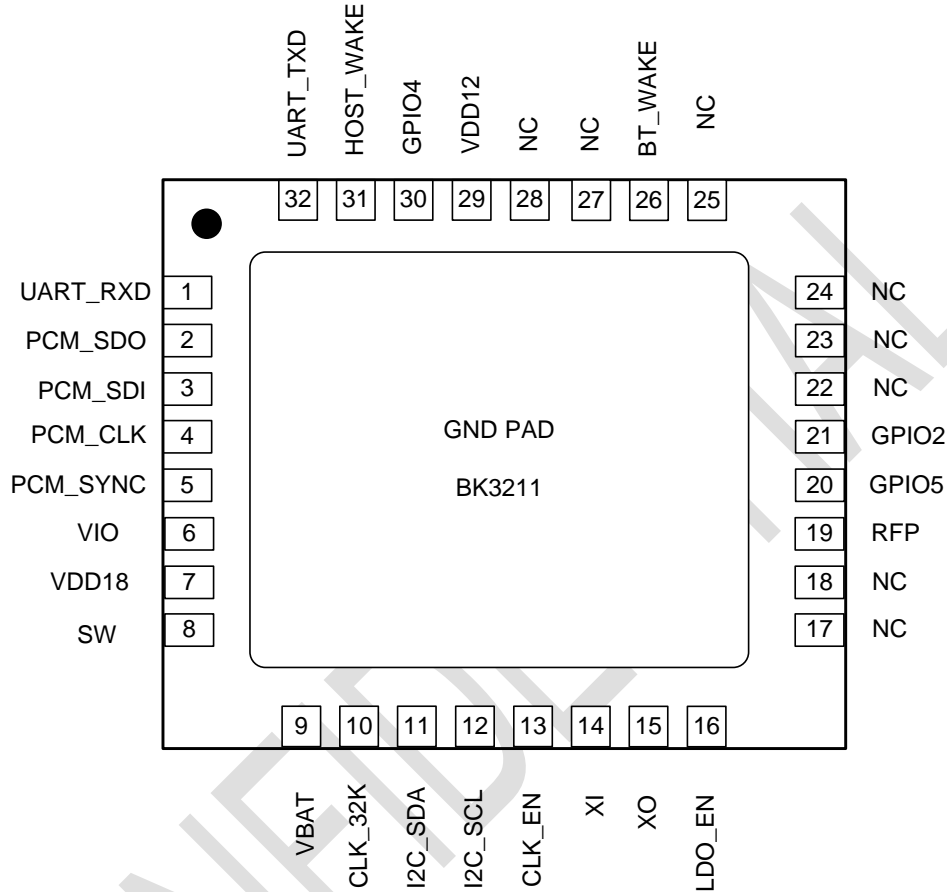 UART_TXD
HOST_WAKE
GPIO4
VDD12
NC
NC
BT_WAKE
NC
32
31
30
29
28
27
26
25
UART_RXD 1
PCM_SDO 2
PCM_SDI 3
PCM_CLK 4
PCM_SYNC 5
VIO 6
VDD18 7
SW 8
GND PAD
BK3211
24 NC
23 NC
22 NC
21 GPIO2
20 GPIO5
19 RFP
18 NC
17 NC
9
10
11
12
13
14
15
16
VBAT
CLK_32K
I2C_SDA
I2C_SCL
CLK_EN
XI
XO
LDO_EN